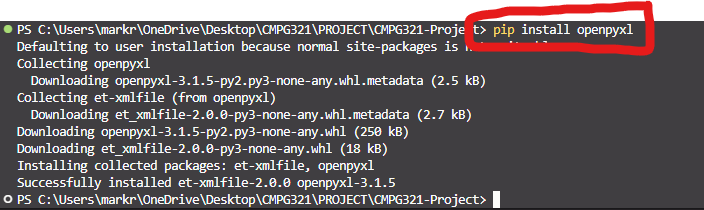 PS C:\Users\markr\OneDrive\Desktop\CMPG321\PROJECT\CMPG321-Project> pip install openpyxl
Defaulting to user installation because normal site-packages is
Collecting openpyxl
Downloading openpyxl-3.1.5-py2.py3-none-any.whl.metadata (2.5 kB)
Collecting et-xmlfile (from openpyxl)
Downloading et_xmlfile-2.0.0-py3-none-any.whl.metadata (2.7 kB)
Downloading openpyxl-3.1.5-py2.py3-none-any.whl (250 kB)
Downloading et_xmlfile-2.0.0-py3-none-any.whl (18 kB)
Installing collected packages: et-xmlfile, openpyxl
Successfully installed et-xmlfile-2.0.0 openpyxl-3.1.5
PS C:\Users\markr\OneDrive\Desktop\CMPG321\PROJECT\CMPG321-Project>